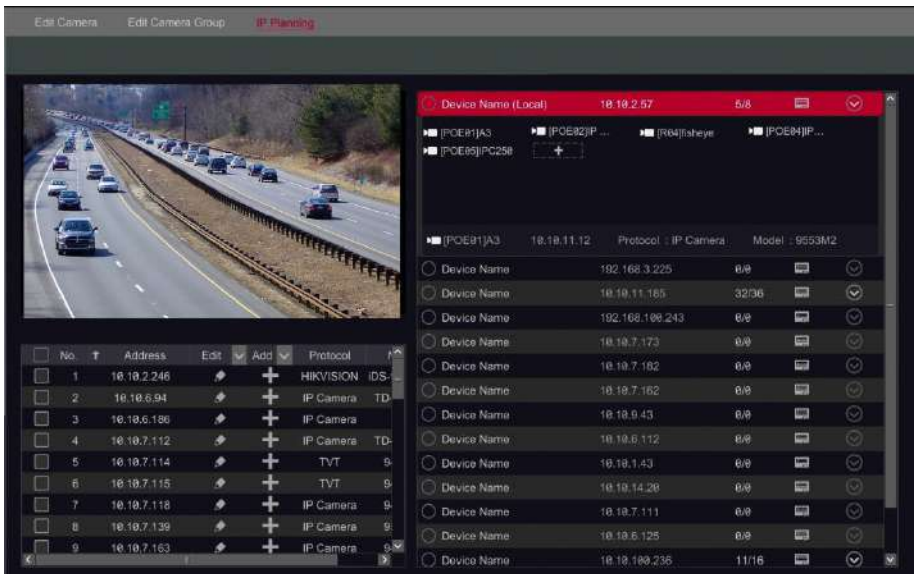 Edit Camera Edit Camera Group IP Planning
Device Name (Local) 10.10.2.57 5/8
[POE01]A3 [POE02]IP ... [R04]fisheye [POE04]IP...
[POE05]IPC250 +
[POE01]A3 10.10.11.12 Protocol : IP Camera Model : 9553M2
Device Name 192.168.3.225 0/0
Device Name 10.10.11.185 32/36
Device Name 192.168.100.243 0/0
Device Name 10.10.7.173 0/0
Device Name 10.10.7.182 0/0
Device Name 10.10.7.162 0/0
Device Name 10.10.9.43 0/0
Device Name 10.10.6.112 0/0
Device Name 10.10.1.43 0/0
Device Name 10.10.14.20 0/0
Device Name 10.10.7.111 0/0
Device Name 10.10.6.125 0/0
Device Name 10.10.100.236 11/16
No. Address Edit Add Protocol
1 10.10.2.246 HIKVISION iDS-
2 10.10.6.94 IP Camera TD-
3 10.10.6.186 IP Camera
4 10.10.7.112 IP Camera TD-
5 10.10.7.114 TVT 9
6 10.10.7.115 TVT 9
7 10.10.7.118 IP Camera 9
8 10.10.7.139 IP Camera 9
9 10.10.7.163 IP Camera 9